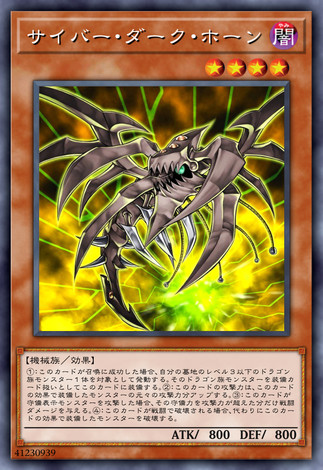 サイバー・ダーク・ホーン
やみ
闇
【機械族／効果】
①:このカードが召喚に成功した場合、自分の墓地のレベル3以下のドラゴン
族モンスター1体を対象として発動する。そのドラゴン族モンスターを装備カ
ード扱いとしてこのカードに装備する。②:このカードの攻撃力は、このカード
の効果で装備したモンスターの元々の攻撃力分アップする。③:このカードが
守備表示モンスターを攻撃した場合、その守備力を攻撃力が超えた分だけ戦闘
ダメージを与える。④:このカードが戦闘で破壊される場合、代わりにこのカー
ドの効果で装備したモンスターを破壊する。
ATK/ 800 DEF/ 800
41230939